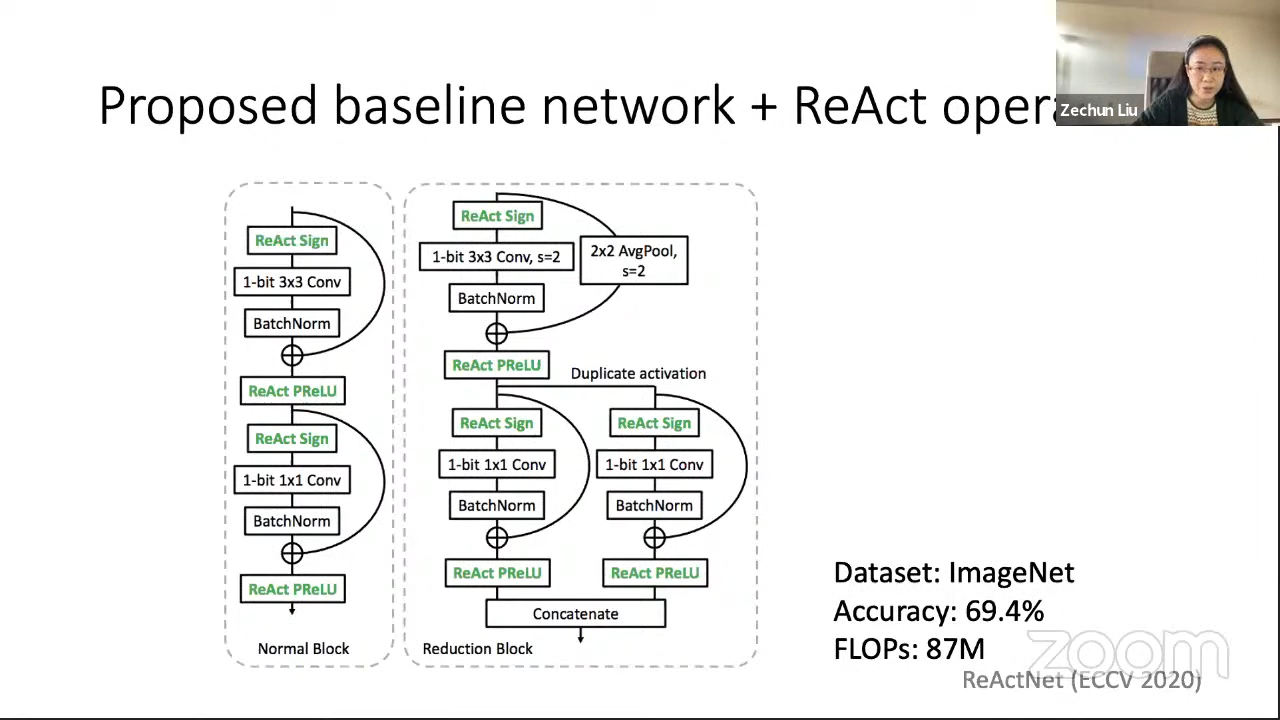 Proposed baseline network + ReAct opera
Zechun Liu
ReAct Sign
1-bit 3x3 Conv
BatchNorm
ReAct PReLU
ReAct Sign
1-bit 1x1 Conv
BatchNorm
ReAct PReLU
Normal Block
ReAct Sign
1-bit 3x3 Conv, s=2
2x2 AvgPool,
s=2
BatchNorm
ReAct PReLU
Duplicate activation
ReAct Sign
1-bit 1x1 Conv
BatchNorm
ReAct PReLU
ReAct Sign
1-bit 1x1 Conv
BatchNorm
ReAct PReLU
Concatenate
Reduction Block
Dataset: ImageNet
Accuracy: 69.4%
FLOPs: 87M
zoom
ReActNet (ECCV 2020)